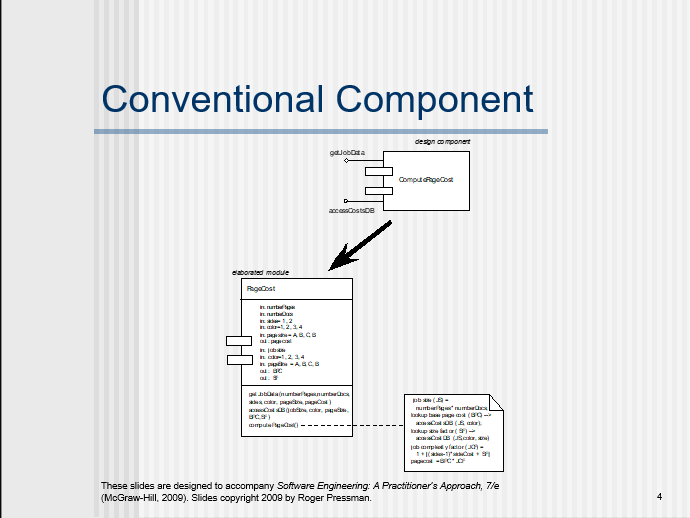 Conventional Component
design component
getJobData
ComputePageCost
accessCostsDB
elaborated module
PageCost
in: numberPages
in: numberDocs
in: sides= 1, 2
in: color=1, 2, 3, 4
in: page size = A, B, C, B
out: page cost
in: job size
in: color=1, 2, 3, 4
in: pageSize = A, B, C, B
out: BPC
out: SF
getJobData (numberPages,numberDocs,
sides, color, pageSize, pageCost)
accessCostsDB (jobSize, color, pageSize,
BPC, SF)
computePageCost()
job size (JS) =
numberPages * numberDocs;
lookup base page cost (BPC) -->
accessCostsDB (JS, color);
lookup size factor (SF) -->
accessCostDB (JS, color, size)
job complexity factor (JCF) =
1 + [(sides-1)*sideCost + SF]
pagecost = BPC * JCF
These slides are designed to accompany Software Engineering: A Practitioner's Approach, 7/e
(McGraw-Hill, 2009). Slides copyright 2009 by Roger Pressman.
4